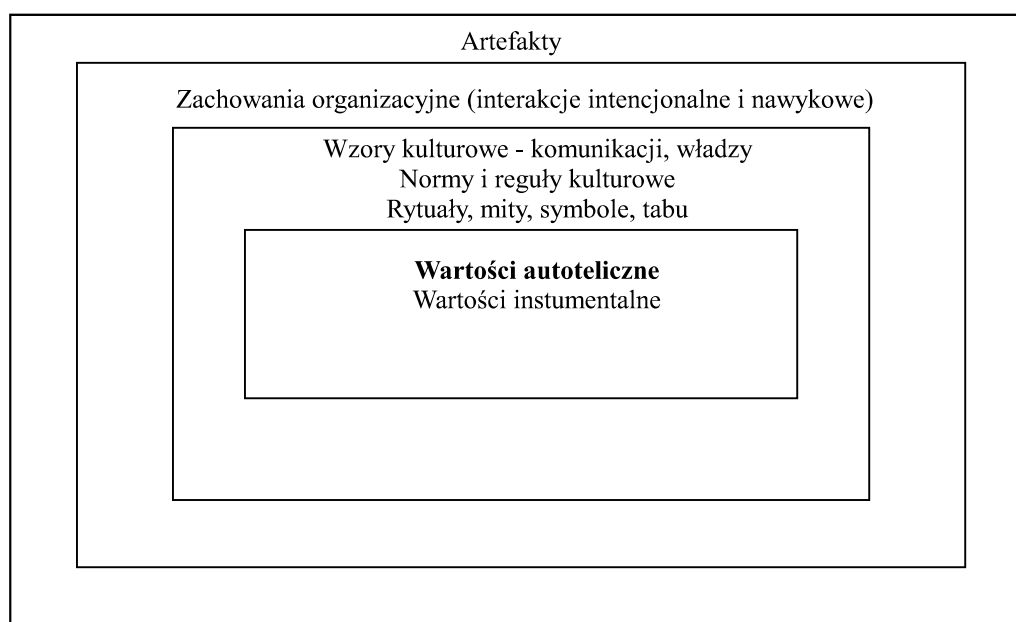 Artefakty
Zachowania organizacyjne (interakcje intencjonalne i nawykowe)
Wzory kulturowe - komunikacji, władzy
Normy i reguły kulturowe
Rytuały, mity, symbole, tabu
Wartości autoteliczne
Wartości instumentalne